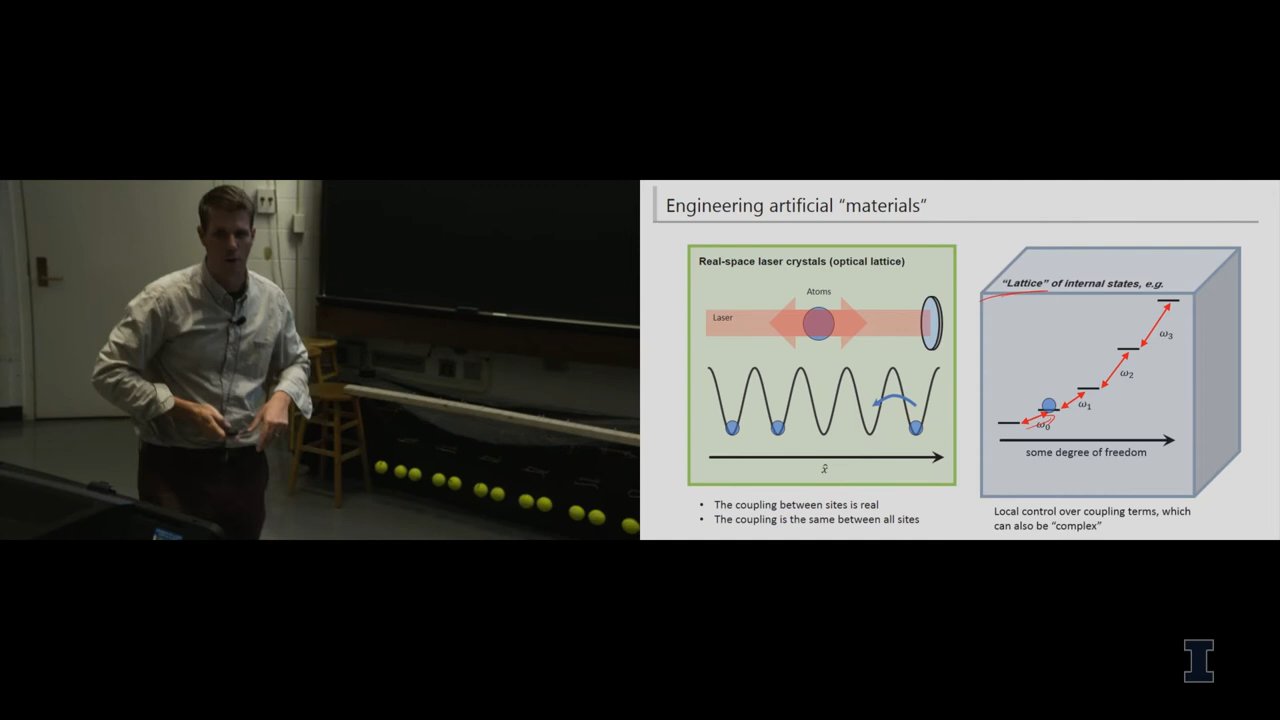 Engineering artificial “materials”
Real-space laser crystals (optical lattice)
Atoms
Laser
x̂
• The coupling between sites is real
• The coupling is the same between all sites
“Lattice” of internal states, e.g.
ω₃
ω₂
ω₁
ω₀
some degree of freedom
Local control over coupling terms, which
can also be “complex”
I